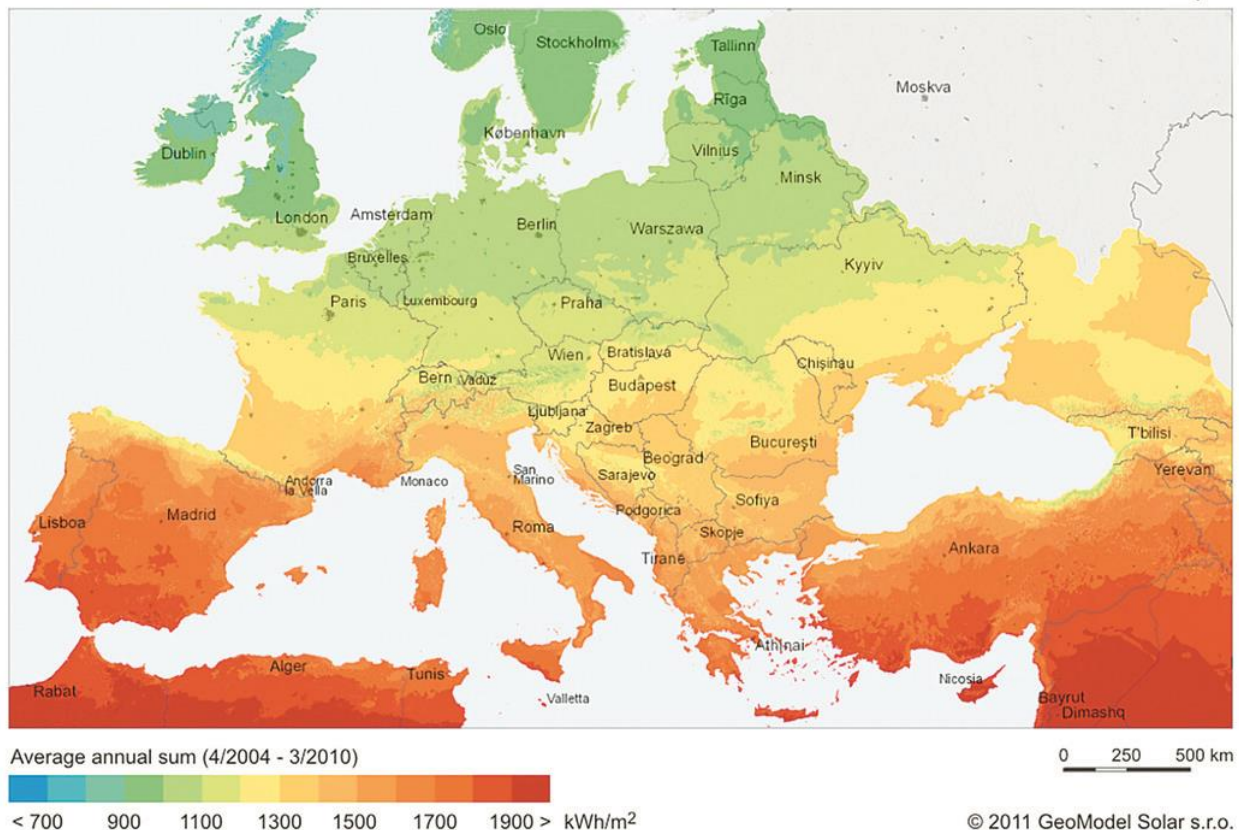 Oslo
Stockholm
Tallinn
Moskva
Rīga
København
Dublin
Vilnius
Minsk
London
Amsterdam
Berlin
Warszawa
Bruxelles
Kyyiv
Paris
Luxembourg
Praha
Wien
Bratislava
Chișinău
Bern
Vaduz
Budapest
Ljubljana
Zagreb
București
T'bilisi
Beograd
San
Marino
Sarajevo
Yerevan
Andorra
la Vella
Monaco
Sofiya
Podgorica
Lisboa
Madrid
Roma
Skopje
Tiranë
Ankara
Athinai
Alger
Tunis
Nicosia
Rabat
Valletta
Bayrut
Dimashq
Average annual sum (4/2004 - 3/2010)
0 250 500 km
< 700 900 1100 1300 1500 1700 1900 > kWh/m²
© 2011 GeoModel Solar s.r.o.